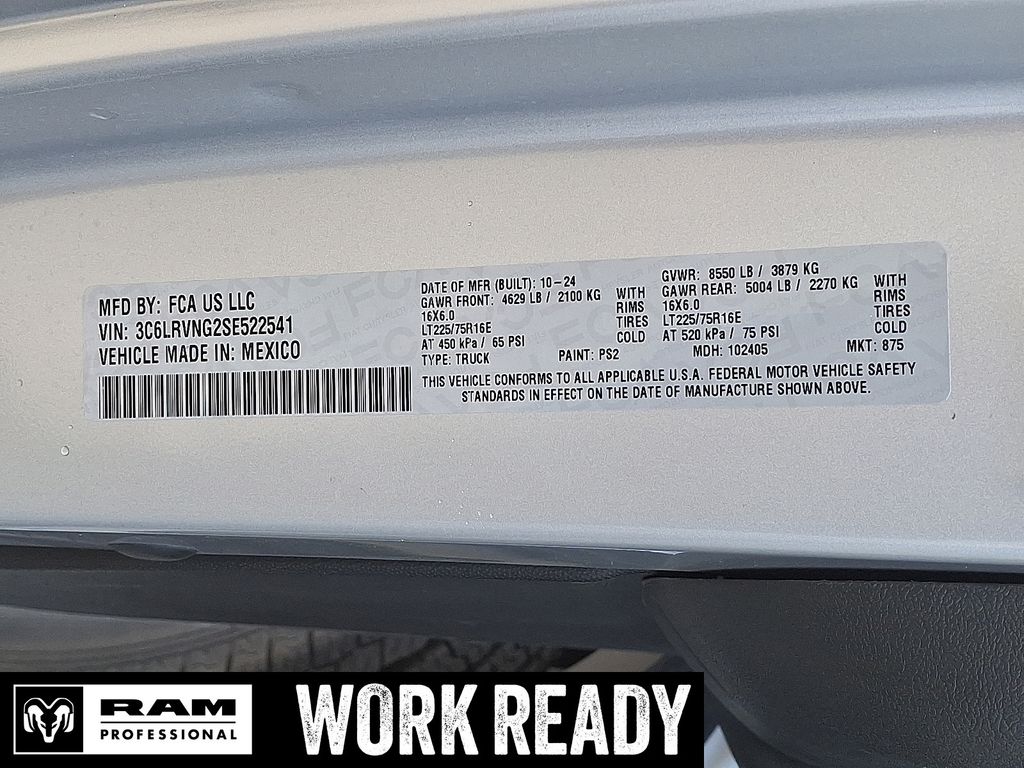 MFD BY: FCA US LLC
VIN: 3C6LRVNG2SE522541
VEHICLE MADE IN: MEXICO
DATE OF MFR (BUILT): 10-24
GAWR FRONT: 4629 LB / 2100 KG WITH
16X6.0 RIMS
LT225/75R16E TIRES
AT 450 kPa / 65 PSI COLD
TYPE: TRUCK PAINT: PS2
GVWR: 8550 LB / 3879 KG
GAWR REAR: 5004 LB / 2270 KG WITH
16X6.0 RIMS
LT225/75R16E TIRES
AT 520 kPa / 75 PSI COLD
MDH: 102405 MKT: 875
THIS VEHICLE CONFORMS TO ALL APPLICABLE U.S.A. FEDERAL MOTOR VEHICLE SAFETY
STANDARDS IN EFFECT ON THE DATE OF MANUFACTURE SHOWN ABOVE.
RAM
PROFESSIONAL
WORK READY